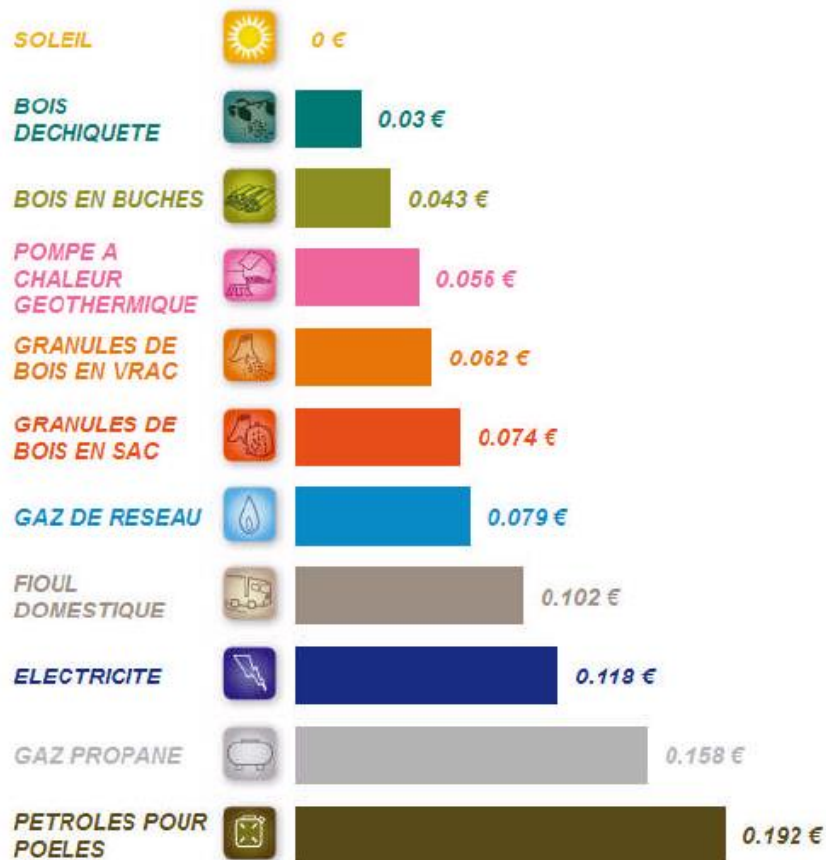 SOLEIL 0 €
BOIS
DECHIQUETE 0.03 €
BOIS EN BUCHES 0.043 €
POMPE A
CHALEUR
GEOTHERMIQUE 0.056 €
GRANULES DE
BOIS EN VRAC 0.062 €
GRANULES DE
BOIS EN SAC 0.074 €
GAZ DE RESEAU 0.079 €
FIOUL
DOMESTIQUE 0.102 €
ELECTRICITE 0.118 €
GAZ PROPANE 0.158 €
PETROLES POUR
POELES 0.192 €